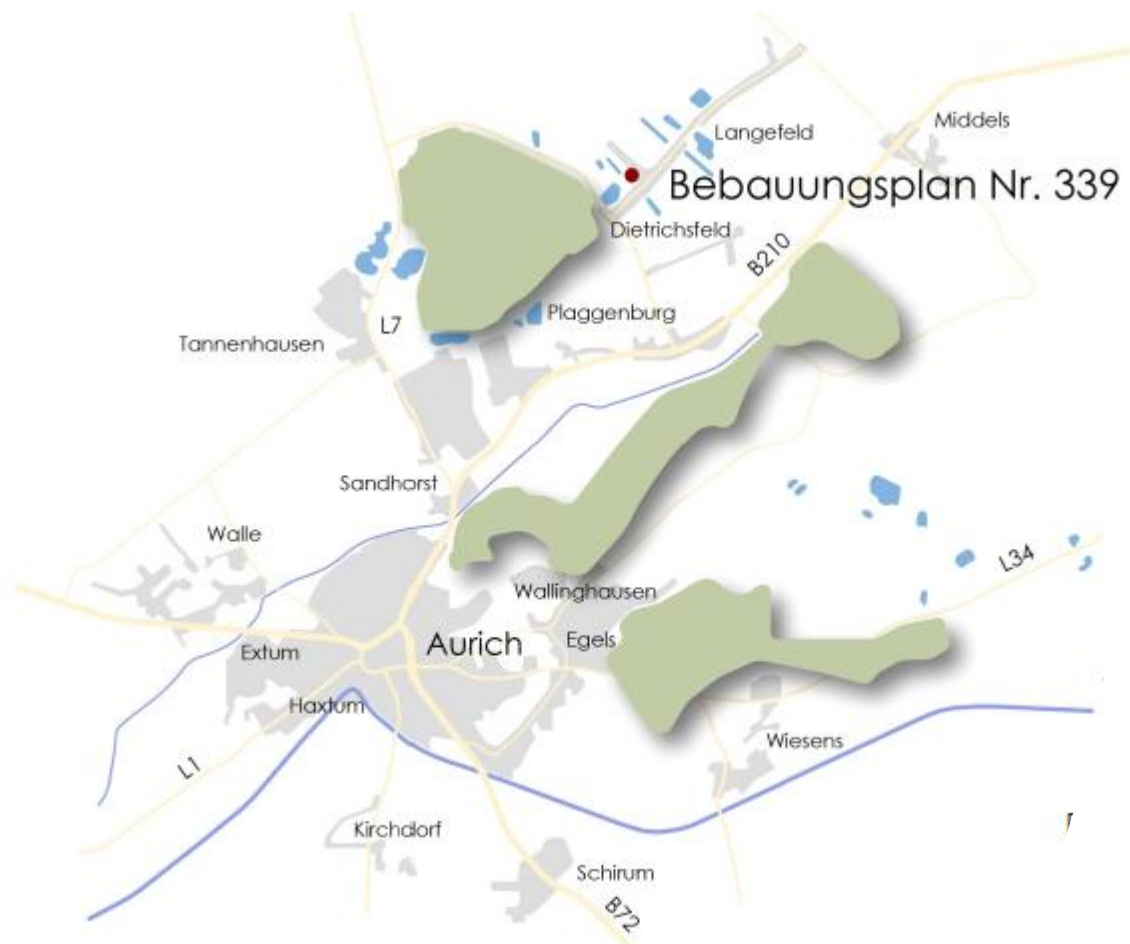 Middels
Langefeld
Bebauungsplan Nr. 339
Dietrichsfeld
B210
Plaggenburg
L7
Tannenhausen
Sandhorst
Walle
L34
Wallinghausen
Aurich
Egels
Extum
Haxtum
Wiesens
L1
Kirchdorf
Schirum
B72